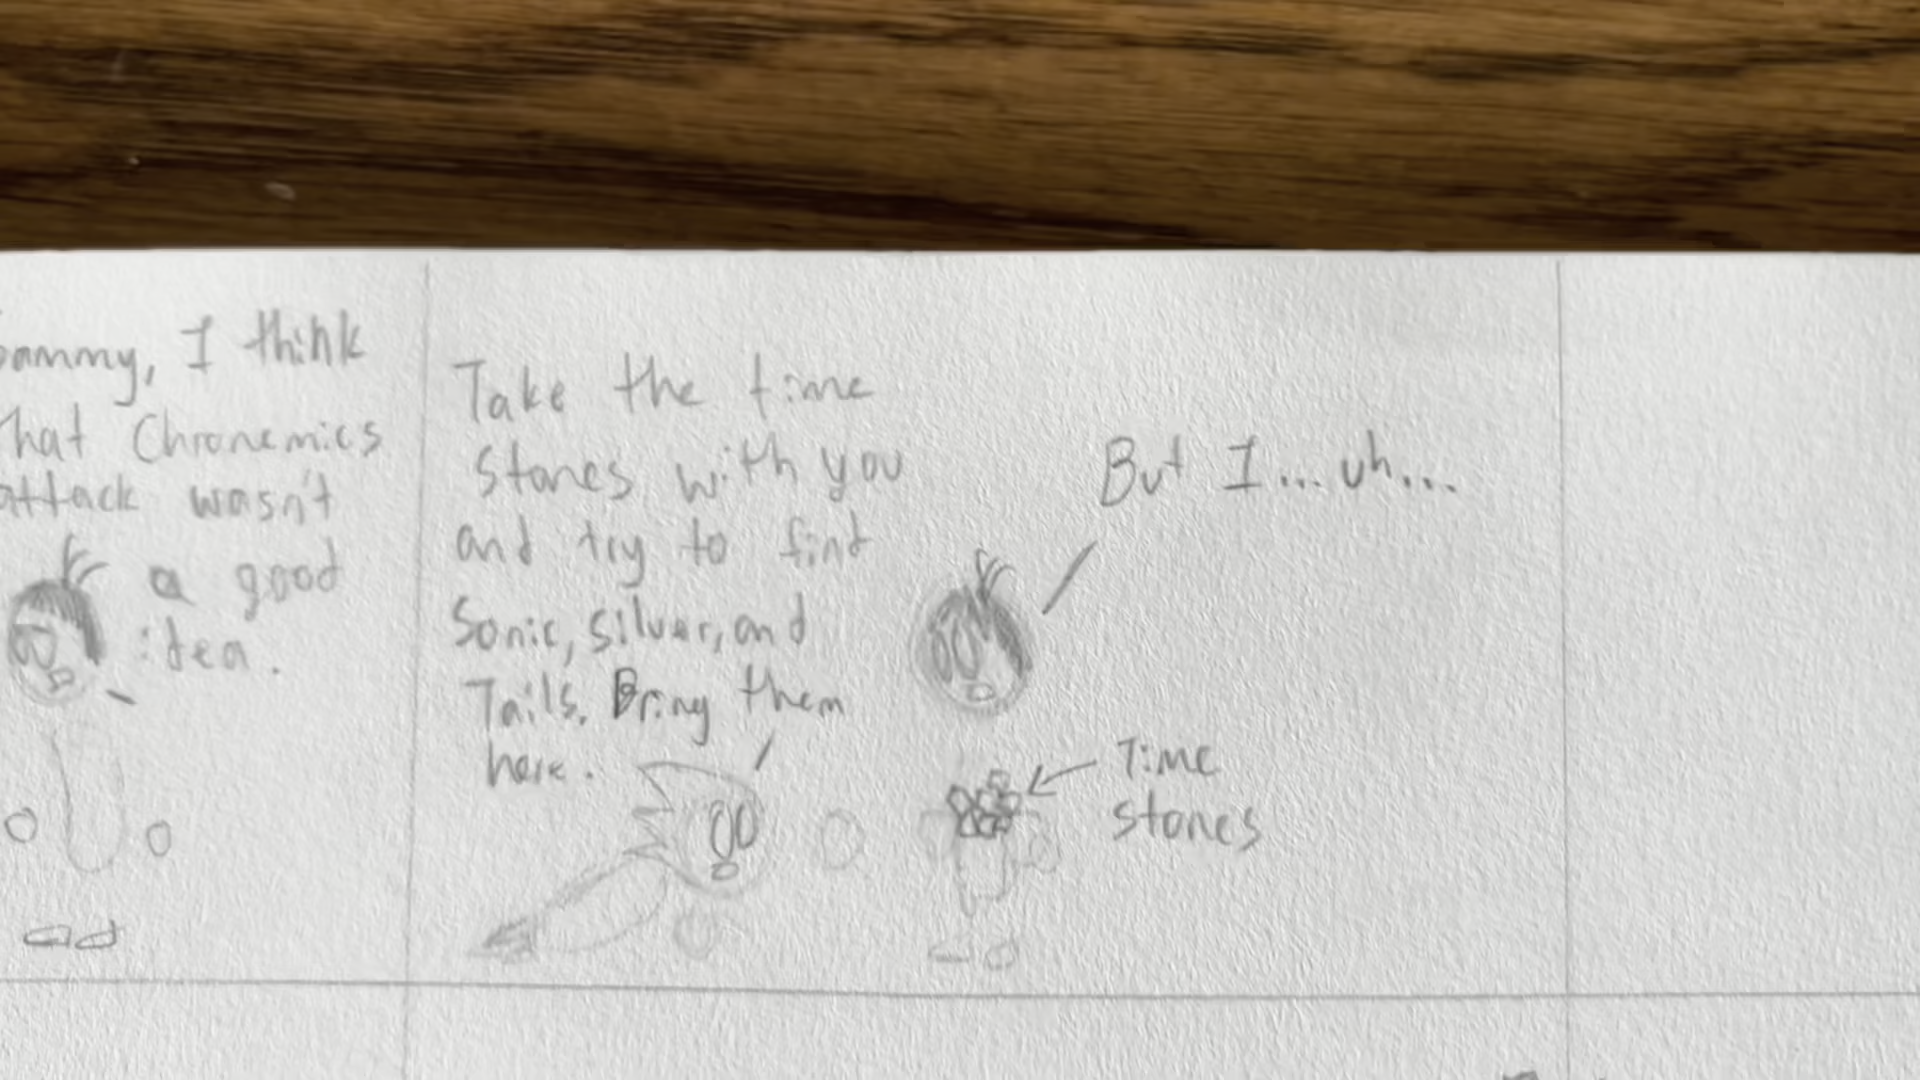 ammy, I think
that Chronemics
attack wasn't
a good
idea.
Take the time
stones with you
and try to find
Sonic, Silver, and
Tails. Bring them
here.
But I... uh...
Time
stones